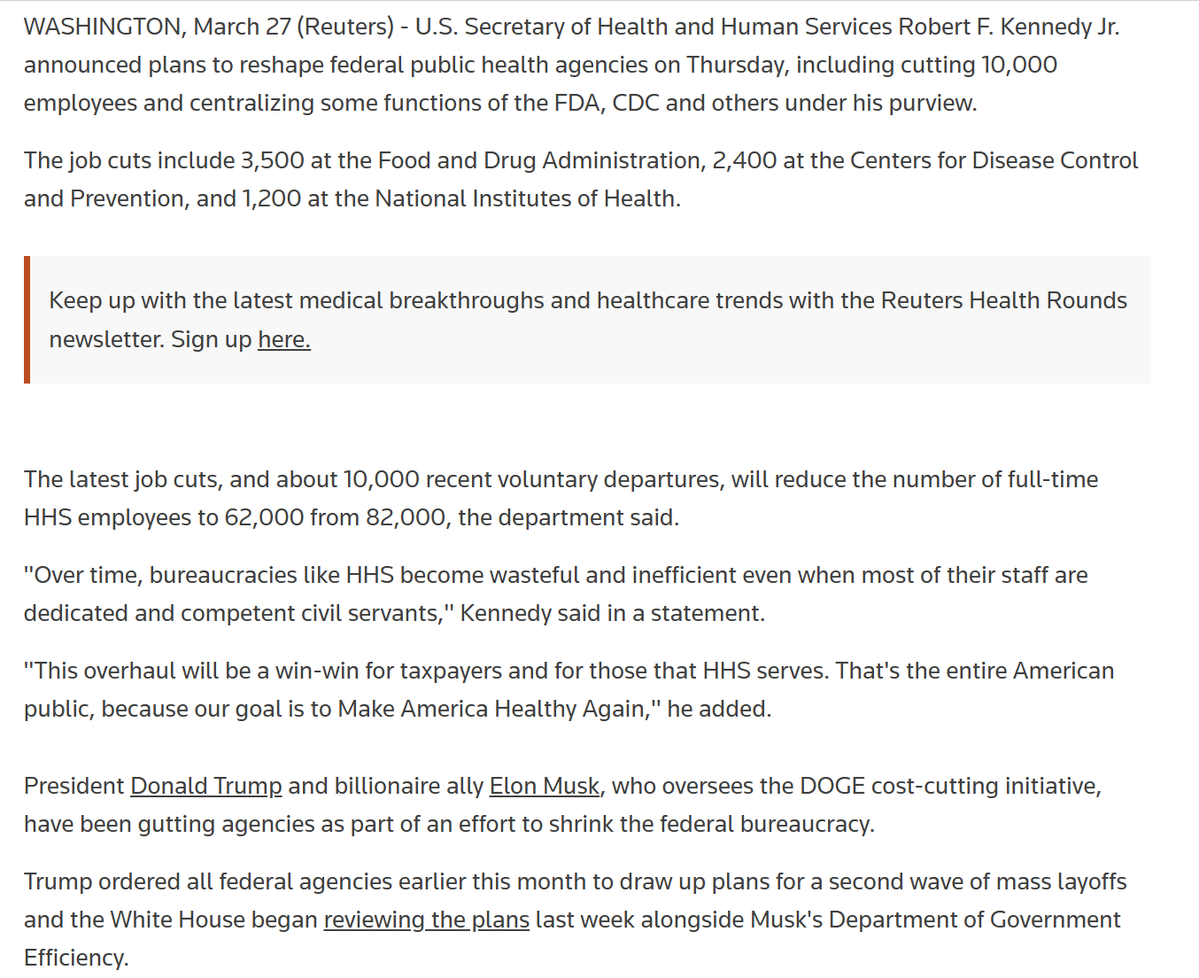 WASHINGTON, March 27 (Reuters) - U.S. Secretary of Health and Human Services Robert F. Kennedy Jr.
announced plans to reshape federal public health agencies on Thursday, including cutting 10,000
employees and centralizing some functions of the FDA, CDC and others under his purview.
The job cuts include 3,500 at the Food and Drug Administration, 2,400 at the Centers for Disease Control
and Prevention, and 1,200 at the National Institutes of Health.
Keep up with the latest medical breakthroughs and healthcare trends with the Reuters Health Rounds
newsletter. Sign up here.
The latest job cuts, and about 10,000 recent voluntary departures, will reduce the number of full-time
HHS employees to 62,000 from 82,000, the department said.
"Over time, bureaucracies like HHS become wasteful and inefficient even when most of their staff are
dedicated and competent civil servants," Kennedy said in a statement.
"This overhaul will be a win-win for taxpayers and for those that HHS serves. That's the entire American
public, because our goal is to Make America Healthy Again," he added.
President Donald Trump and billionaire ally Elon Musk, who oversees the DOGE cost-cutting initiative,
have been gutting agencies as part of an effort to shrink the federal bureaucracy.
Trump ordered all federal agencies earlier this month to draw up plans for a second wave of mass layoffs
and the White House began reviewing the plans last week alongside Musk's Department of Government
Efficiency.